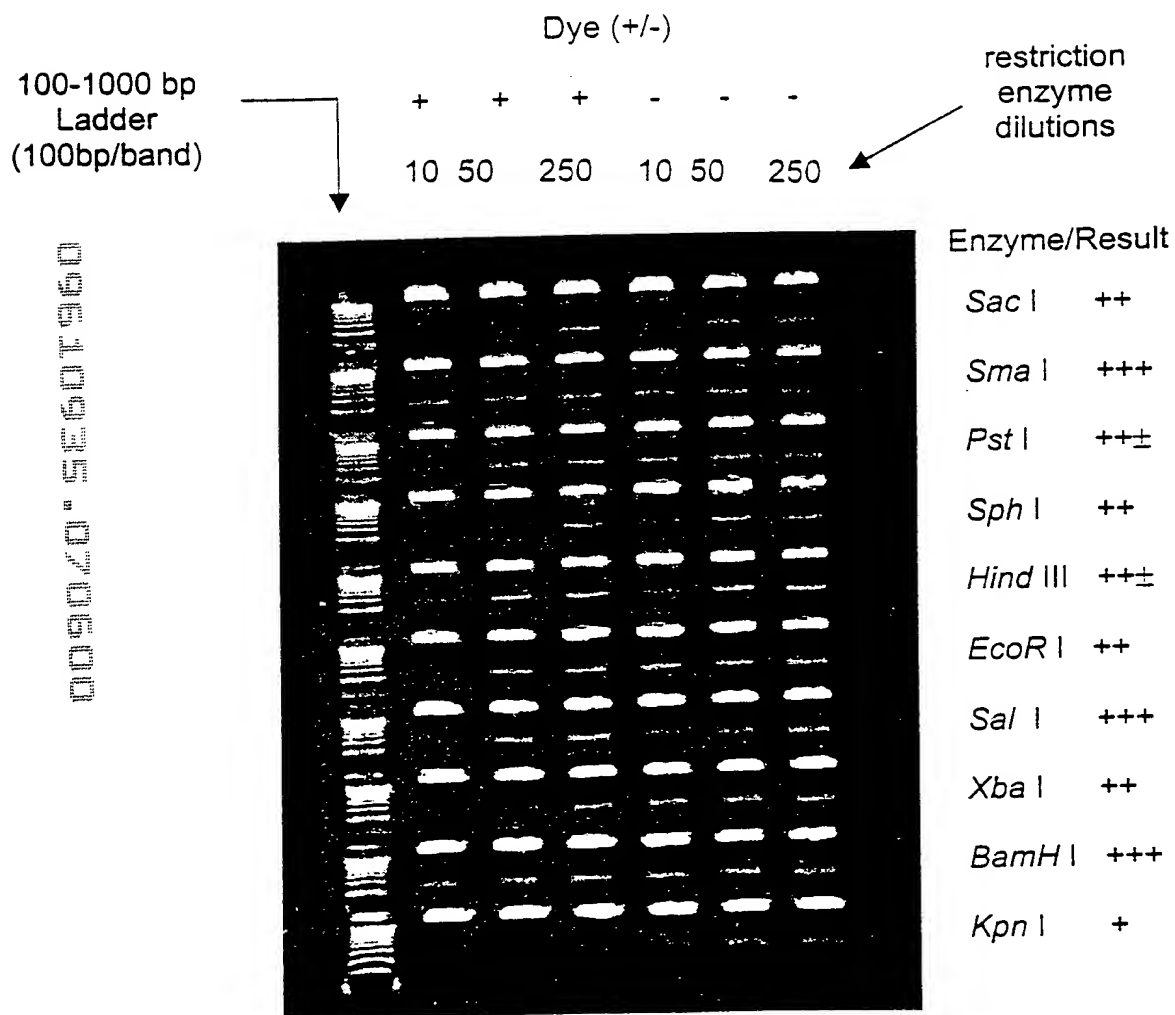 Dye (+/-)
100-1000 bp
Ladder
(100bp/band)
+ + + - - -
restriction
enzyme
dilutions
10 50 250 10 50 250
09610935.070600
Enzyme/Result
Sac I ++
Sma I +++
Pst I ++±
Sph I ++
Hind III ++±
EcoR I ++
Sal I +++
Xba I ++
BamH I +++
Kpn I +